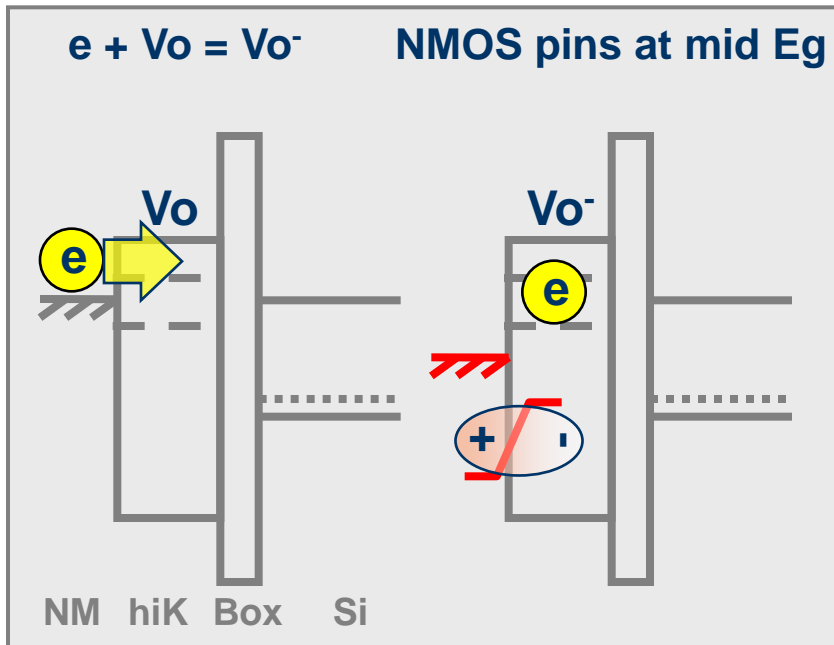 e + Vo = Vo⁻
NMOS pins at mid Eg
Vo
e
Vo⁻
e
+ -
NM hiK Box Si